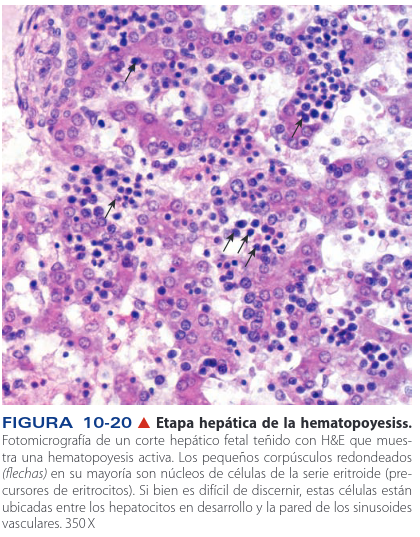 FIGURA 10-20 ▲ Etapa hepática de la hematopoyesiss.
Fotomicrografía de un corte hepático fetal teñido con H&E que mues-
tra una hematopoyesis activa. Los pequeños corpúsculos redondeados
(flechas) en su mayoría son núcleos de células de la serie eritroide (pre-
cursores de eritrocitos). Si bien es difícil de discernir, estas células están
ubicadas entre los hepatocitos en desarrollo y la pared de los sinusoides
vasculares. 350 X